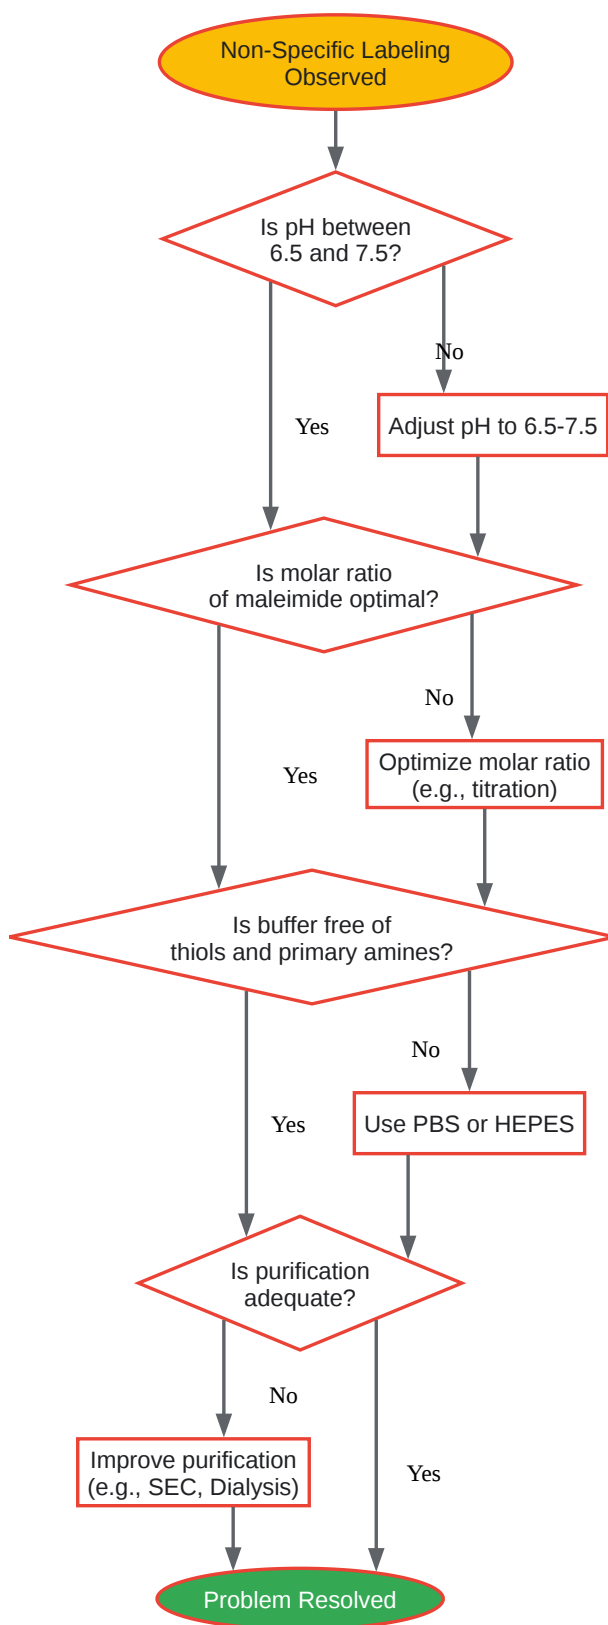 Non-Specific Labeling
Observed
Is pH between
6.5 and 7.5?
No
Yes
Adjust pH to 6.5-7.5
Is molar ratio
of maleimide optimal?
No
Yes
Optimize molar ratio
(e.g., titration)
Is buffer free of
thiols and primary amines?
No
Yes
Use PBS or HEPES
Is purification
adequate?
No
Improve purification
(e.g., SEC, Dialysis)
Yes
Problem Resolved